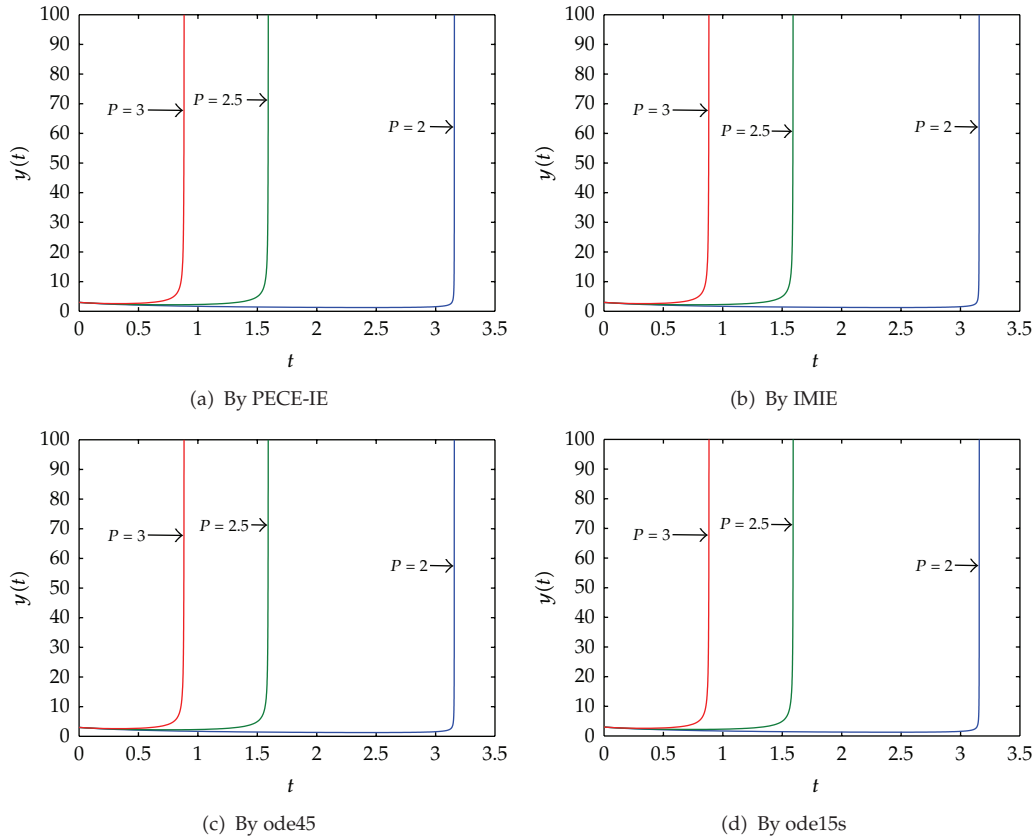 100
90
80
70
60
50
40
30
20
10
0
y(t)
P = 3
P = 2.5
P = 2
0 0.5 1 1.5 2 2.5 3 3.5
t
(a) By PECE-IE
100
90
80
70
60
50
40
30
20
10
0
y(t)
P = 3
P = 2.5
P = 2
0 0.5 1 1.5 2 2.5 3 3.5
t
(b) By IMIE
100
90
80
70
60
50
40
30
20
10
0
y(t)
P = 3
P = 2.5
P = 2
0 0.5 1 1.5 2 2.5 3 3.5
t
(c) By ode45
100
90
80
70
60
50
40
30
20
10
0
y(t)
P = 3
P = 2.5
P = 2
0 0.5 1 1.5 2 2.5 3 3.5
t
(d) By ode15s